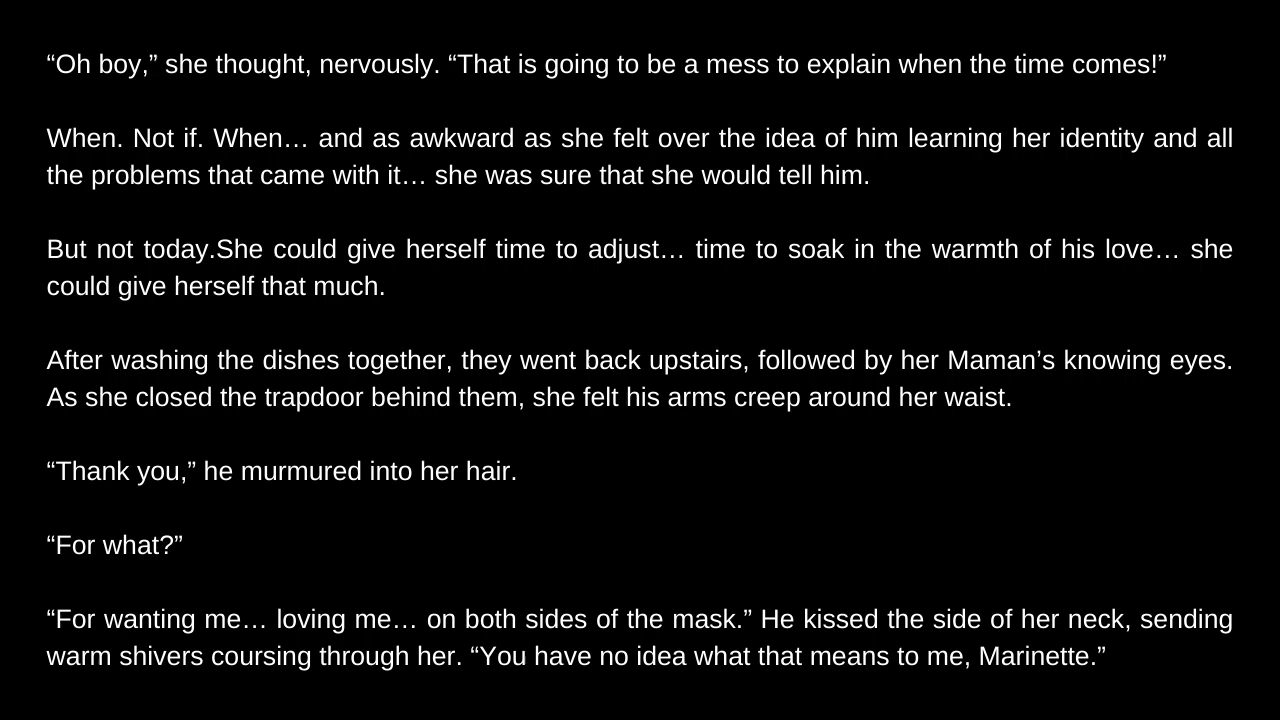 “Oh boy,” she thought, nervously. “That is going to be a mess to explain when the time comes!”
When. Not if. When… and as awkward as she felt over the idea of him learning her identity and all
the problems that came with it… she was sure that she would tell him.
But not today.She could give herself time to adjust… time to soak in the warmth of his love… she
could give herself that much.
After washing the dishes together, they went back upstairs, followed by her Maman’s knowing eyes.
As she closed the trapdoor behind them, she felt his arms creep around her waist.
“Thank you,” he murmured into her hair.
“For what?”
“For wanting me… loving me… on both sides of the mask.” He kissed the side of her neck, sending
warm shivers coursing through her. “You have no idea what that means to me, Marinette.”